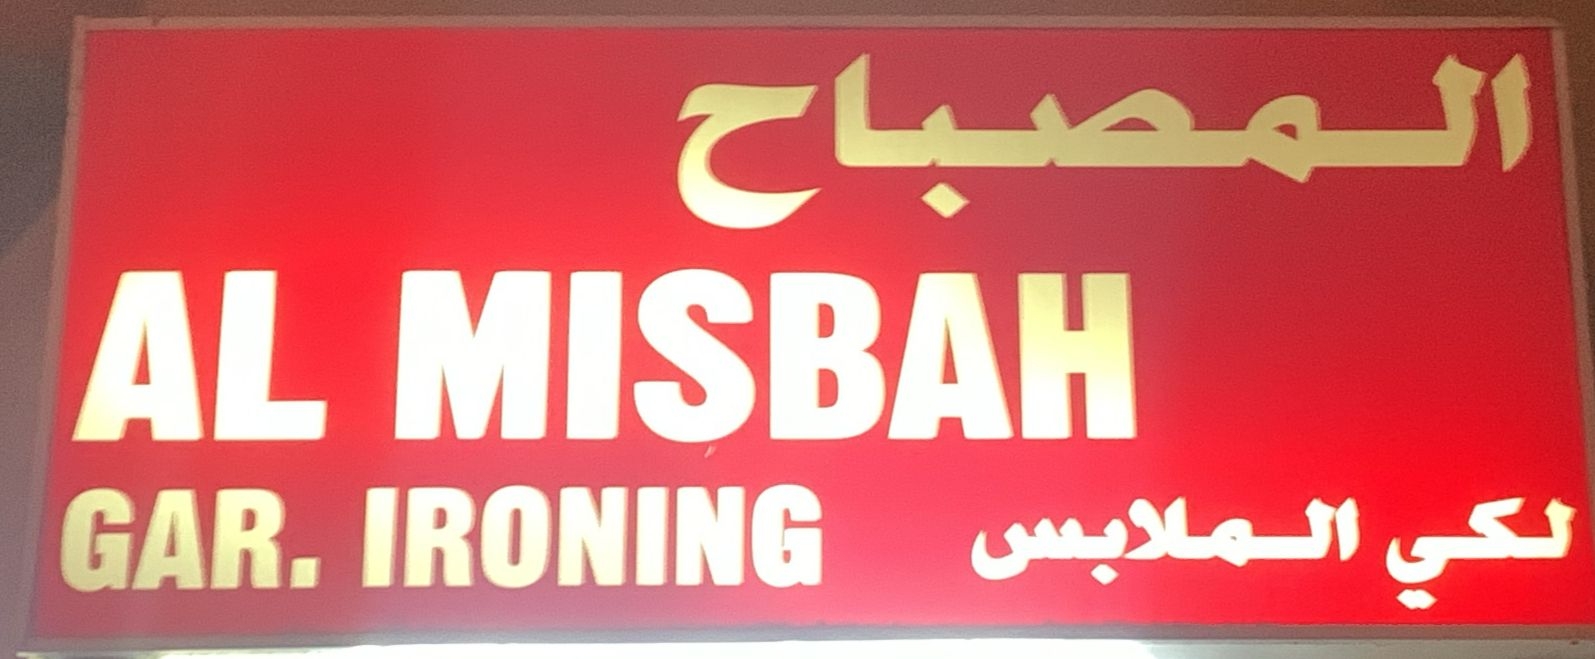 المصباح
AL MISBAH
GAR. IRONING لكي الملابس